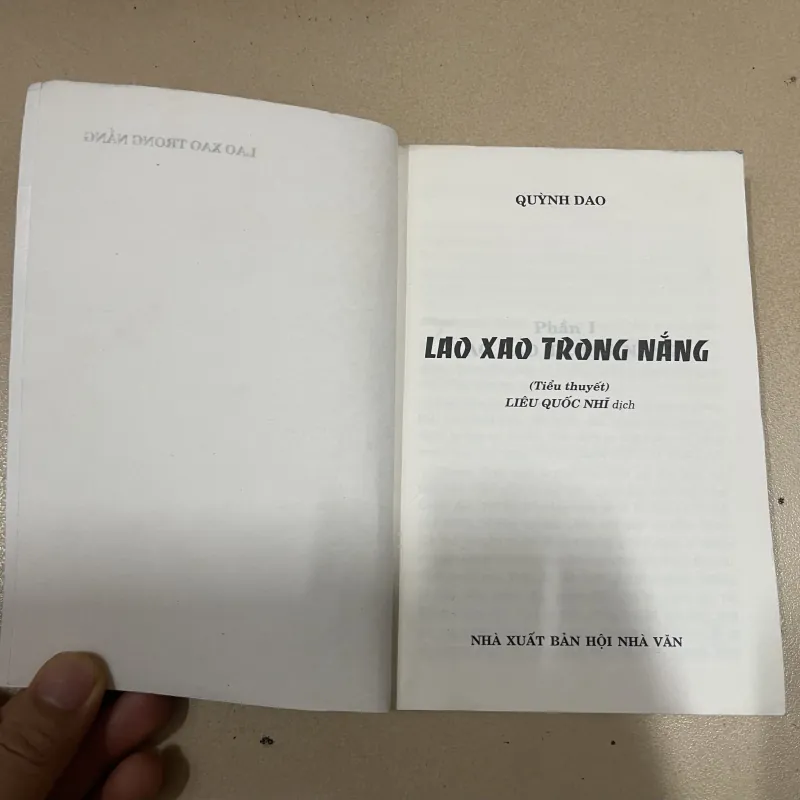 LAO XAO TRONG NẮNG
QUỲNH DAO
Phần I
LAO XAO TRONG NẮNG
(Tiểu thuyết)
LIÊU QUỐC NHĨ dịch
NHÀ XUẤT BẢN HỘI NHÀ VĂN